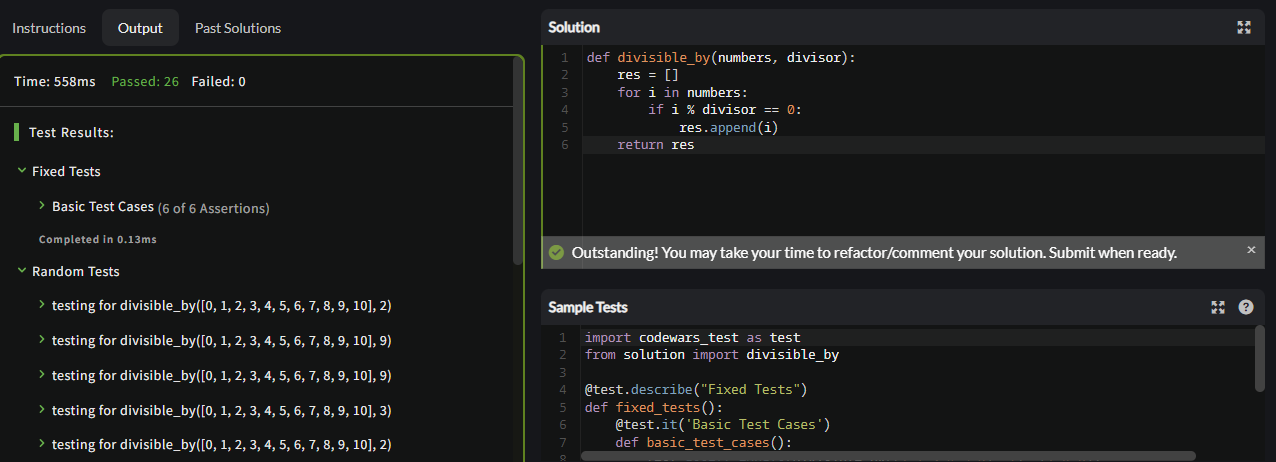 Instructions Output Past Solutions
Time: 558ms Passed: 26 Failed: 0
Test Results:
Fixed Tests
Basic Test Cases (6 of 6 Assertions)
Completed in 0.13ms
Random Tests
testing for divisible_by([0, 1, 2, 3, 4, 5, 6, 7, 8, 9, 10], 2)
testing for divisible_by([0, 1, 2, 3, 4, 5, 6, 7, 8, 9, 10], 9)
testing for divisible_by([0, 1, 2, 3, 4, 5, 6, 7, 8, 9, 10], 9)
testing for divisible_by([0, 1, 2, 3, 4, 5, 6, 7, 8, 9, 10], 3)
testing for divisible_by([0, 1, 2, 3, 4, 5, 6, 7, 8, 9, 10], 2)
Solution
1 def divisible_by(numbers, divisor):
2     res = []
3     for i in numbers:
4         if i % divisor == 0:
5             res.append(i)
6     return res
Outstanding! You may take your time to refactor/comment your solution. Submit when ready.
Sample Tests
1 import codewars_test as test
2 from solution import divisible_by
3
4 @test.describe("Fixed Tests")
5 def fixed_tests():
6     @test.it('Basic Test Cases')
7     def basic_test_cases():
8